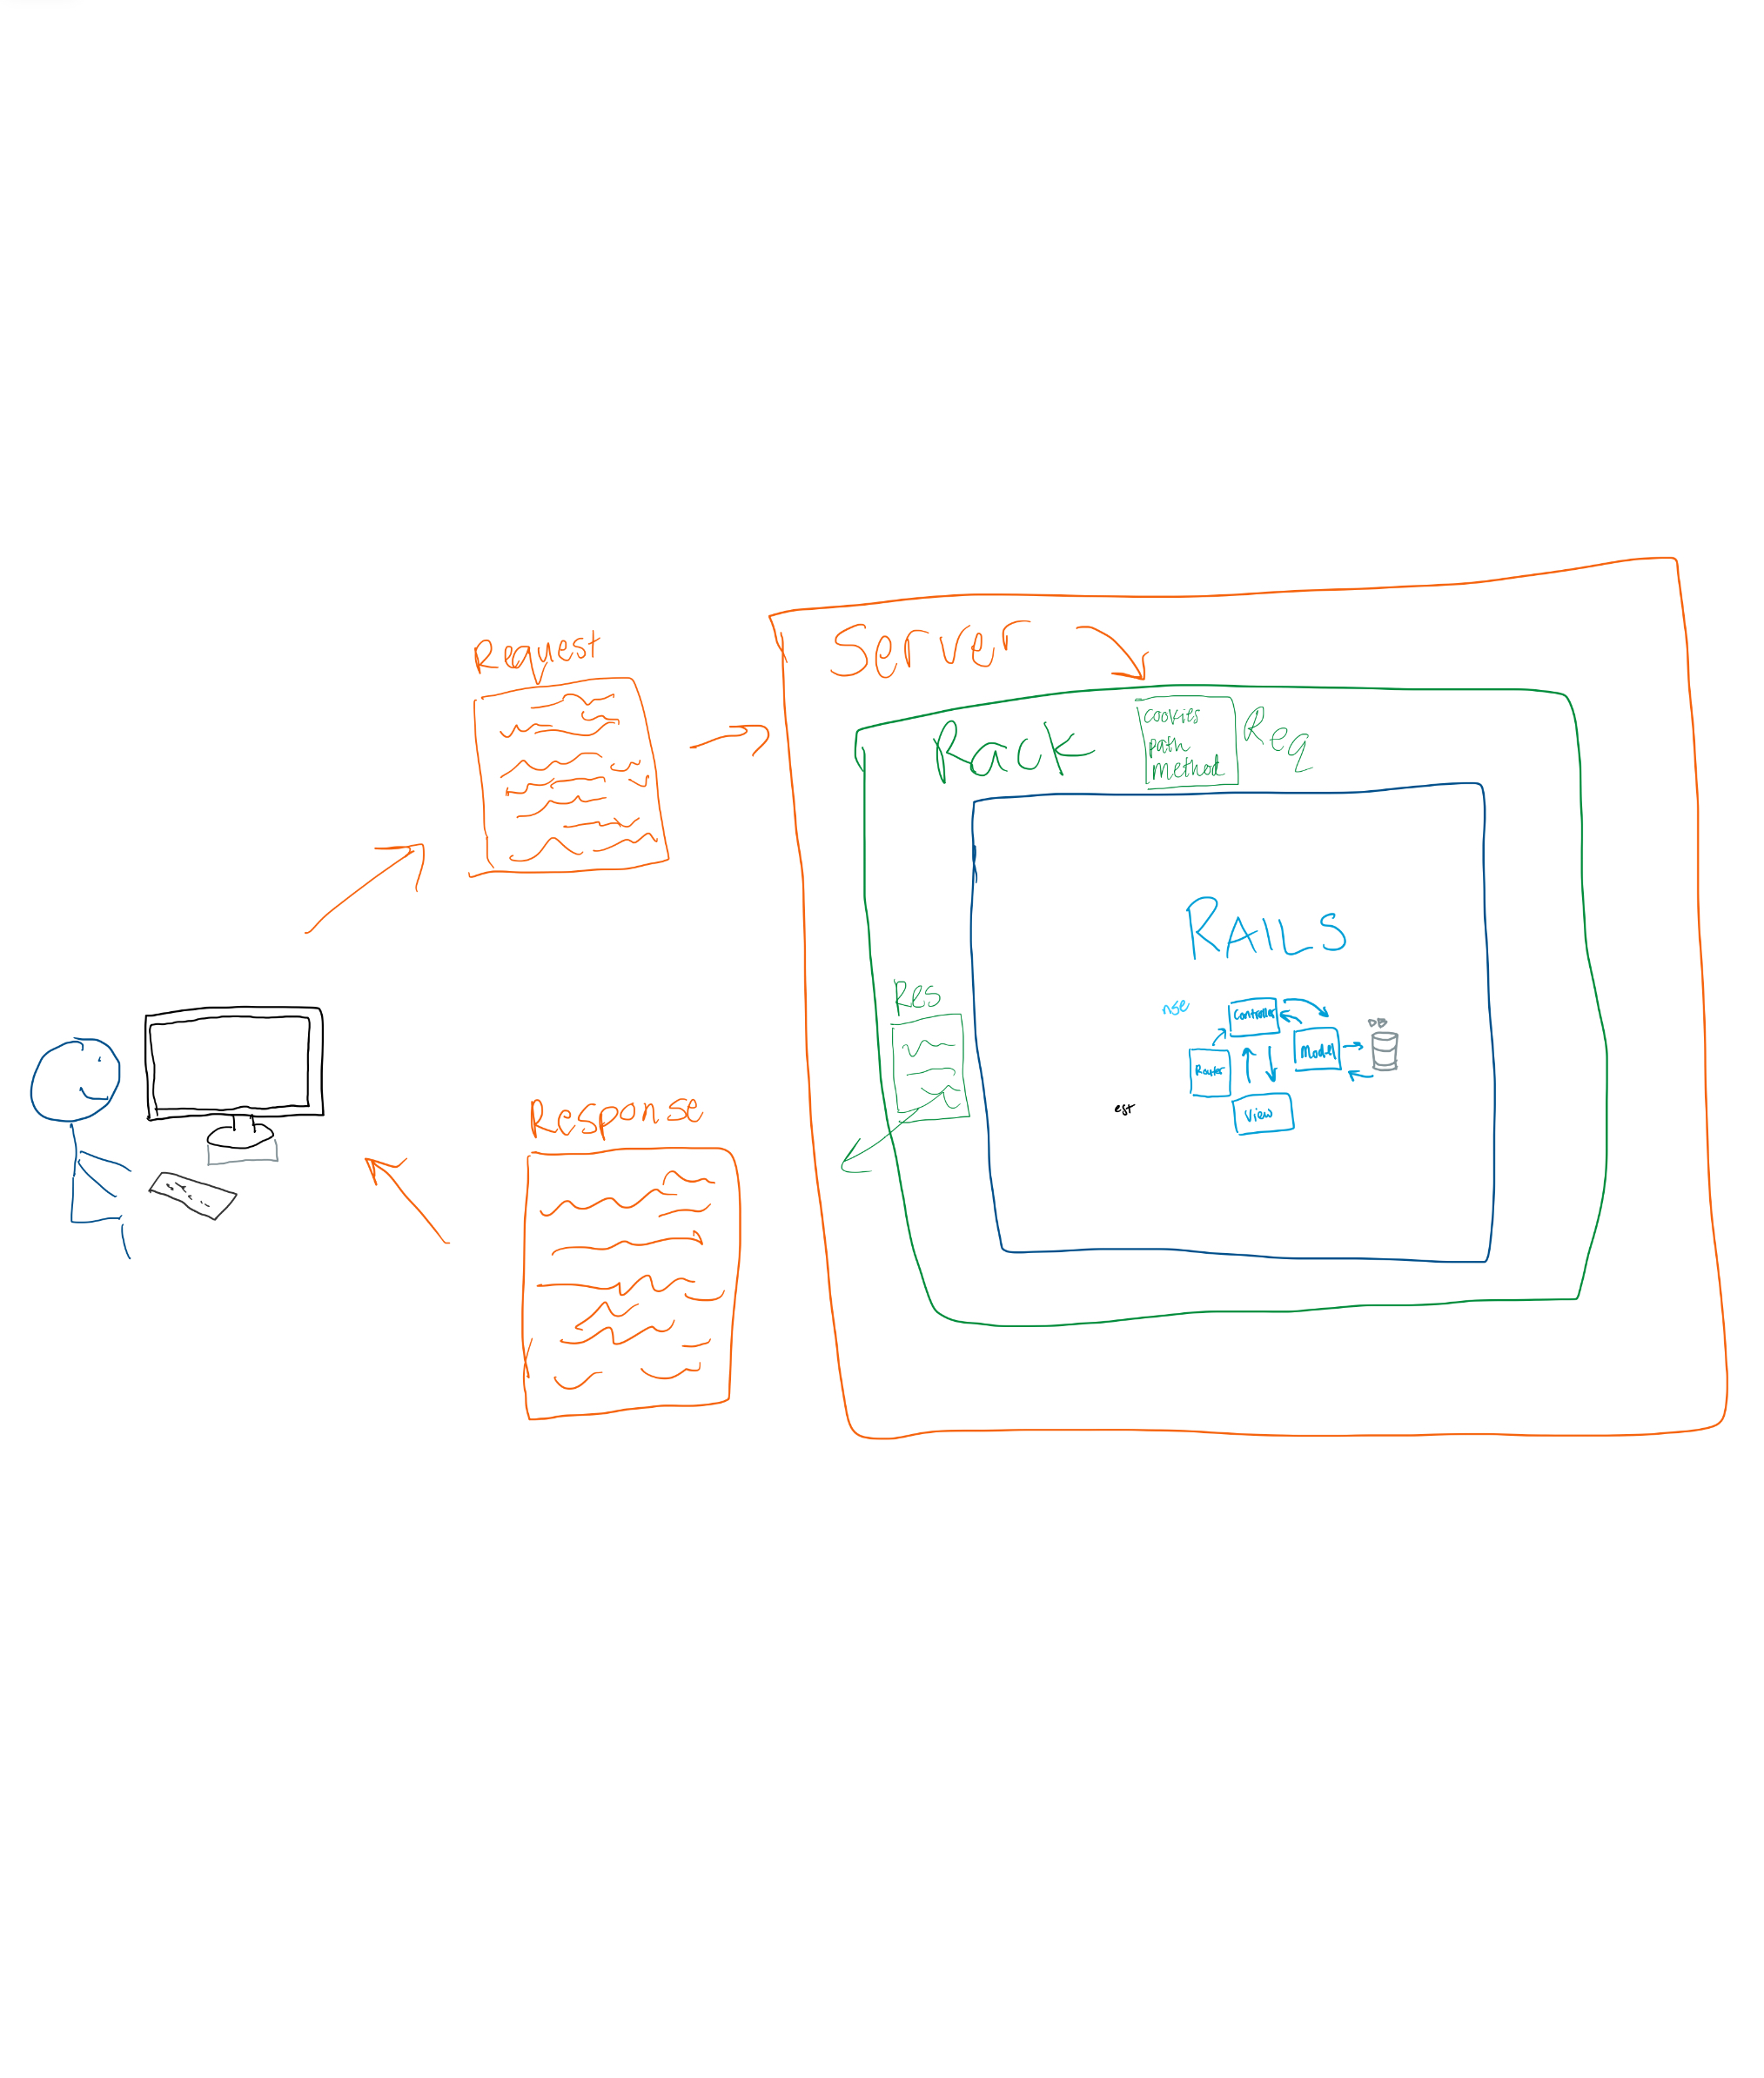 Request
Server
Rack
cookies
path
method
Req
RAILS
Res
nse
Controller
DB
Model
Router
est
View
Response